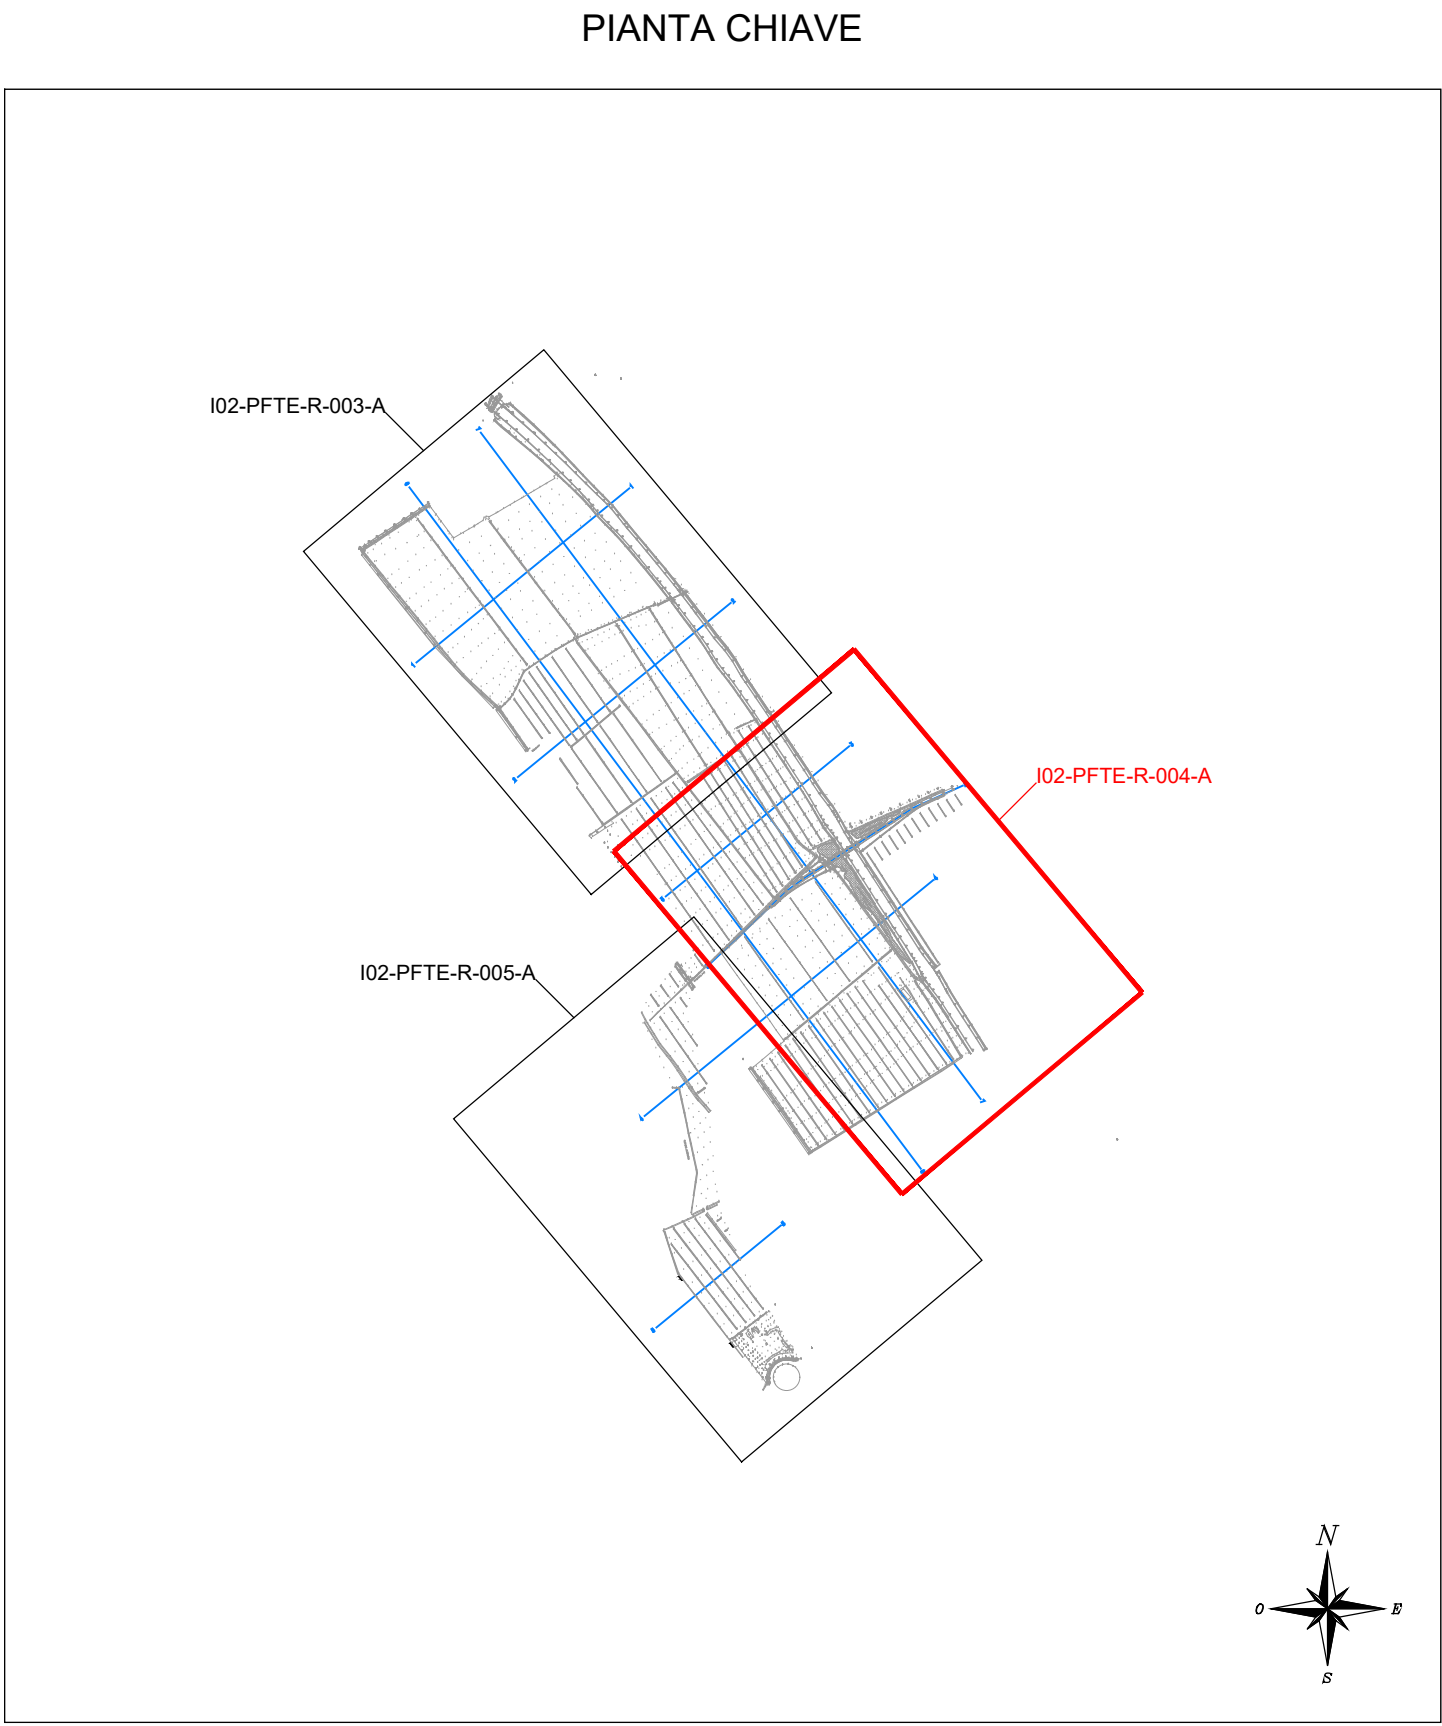 PIANTA CHIAVE
I02-PFTE-R-003-A
I02-PFTE-R-004-A
I02-PFTE-R-005-A
N
O
E
S